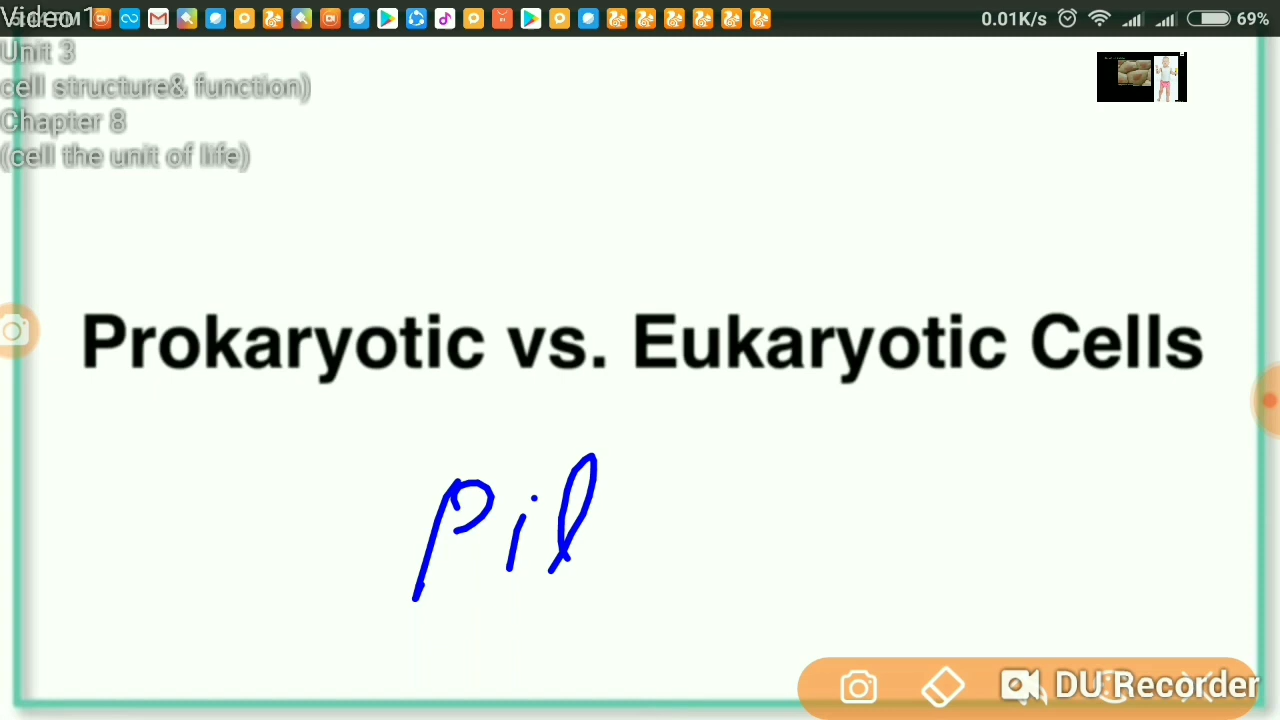 Video 1
0.01K/s 69%
Unit 3
cell structure& function)
Chapter 8
(cell the unit of life)
Prokaryotic vs. Eukaryotic Cells
pil
DU Recorder